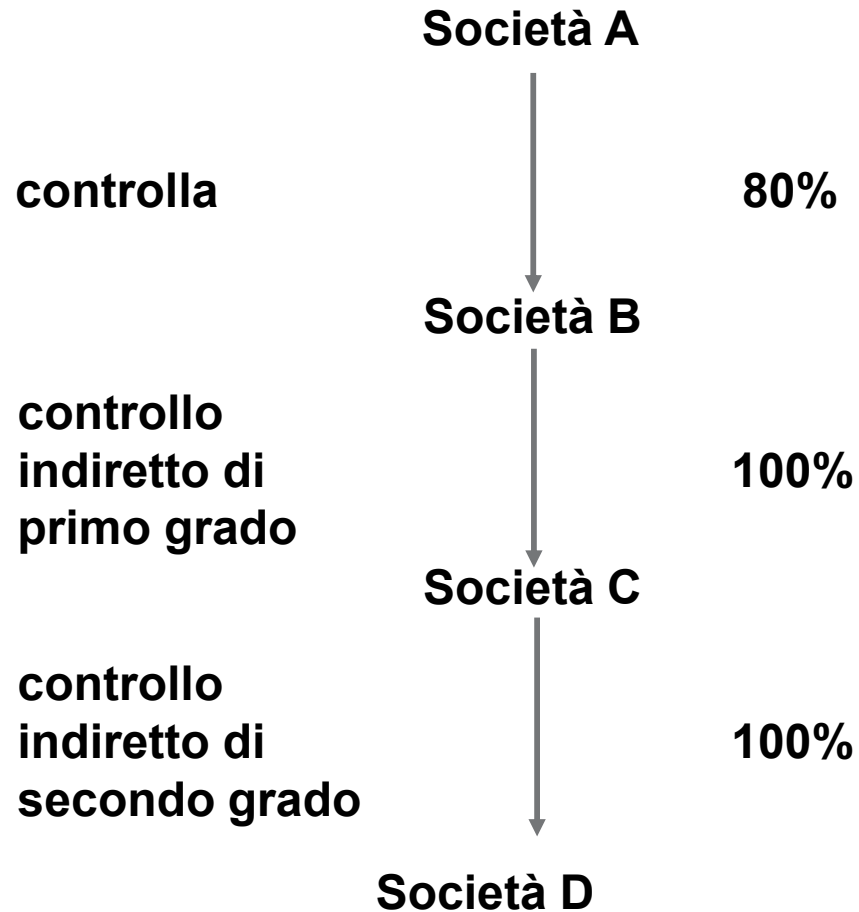 Società A
controlla 80%
Società B
controllo
indiretto di 100%
primo grado
Società C
controllo
indiretto di 100%
secondo grado
Società D